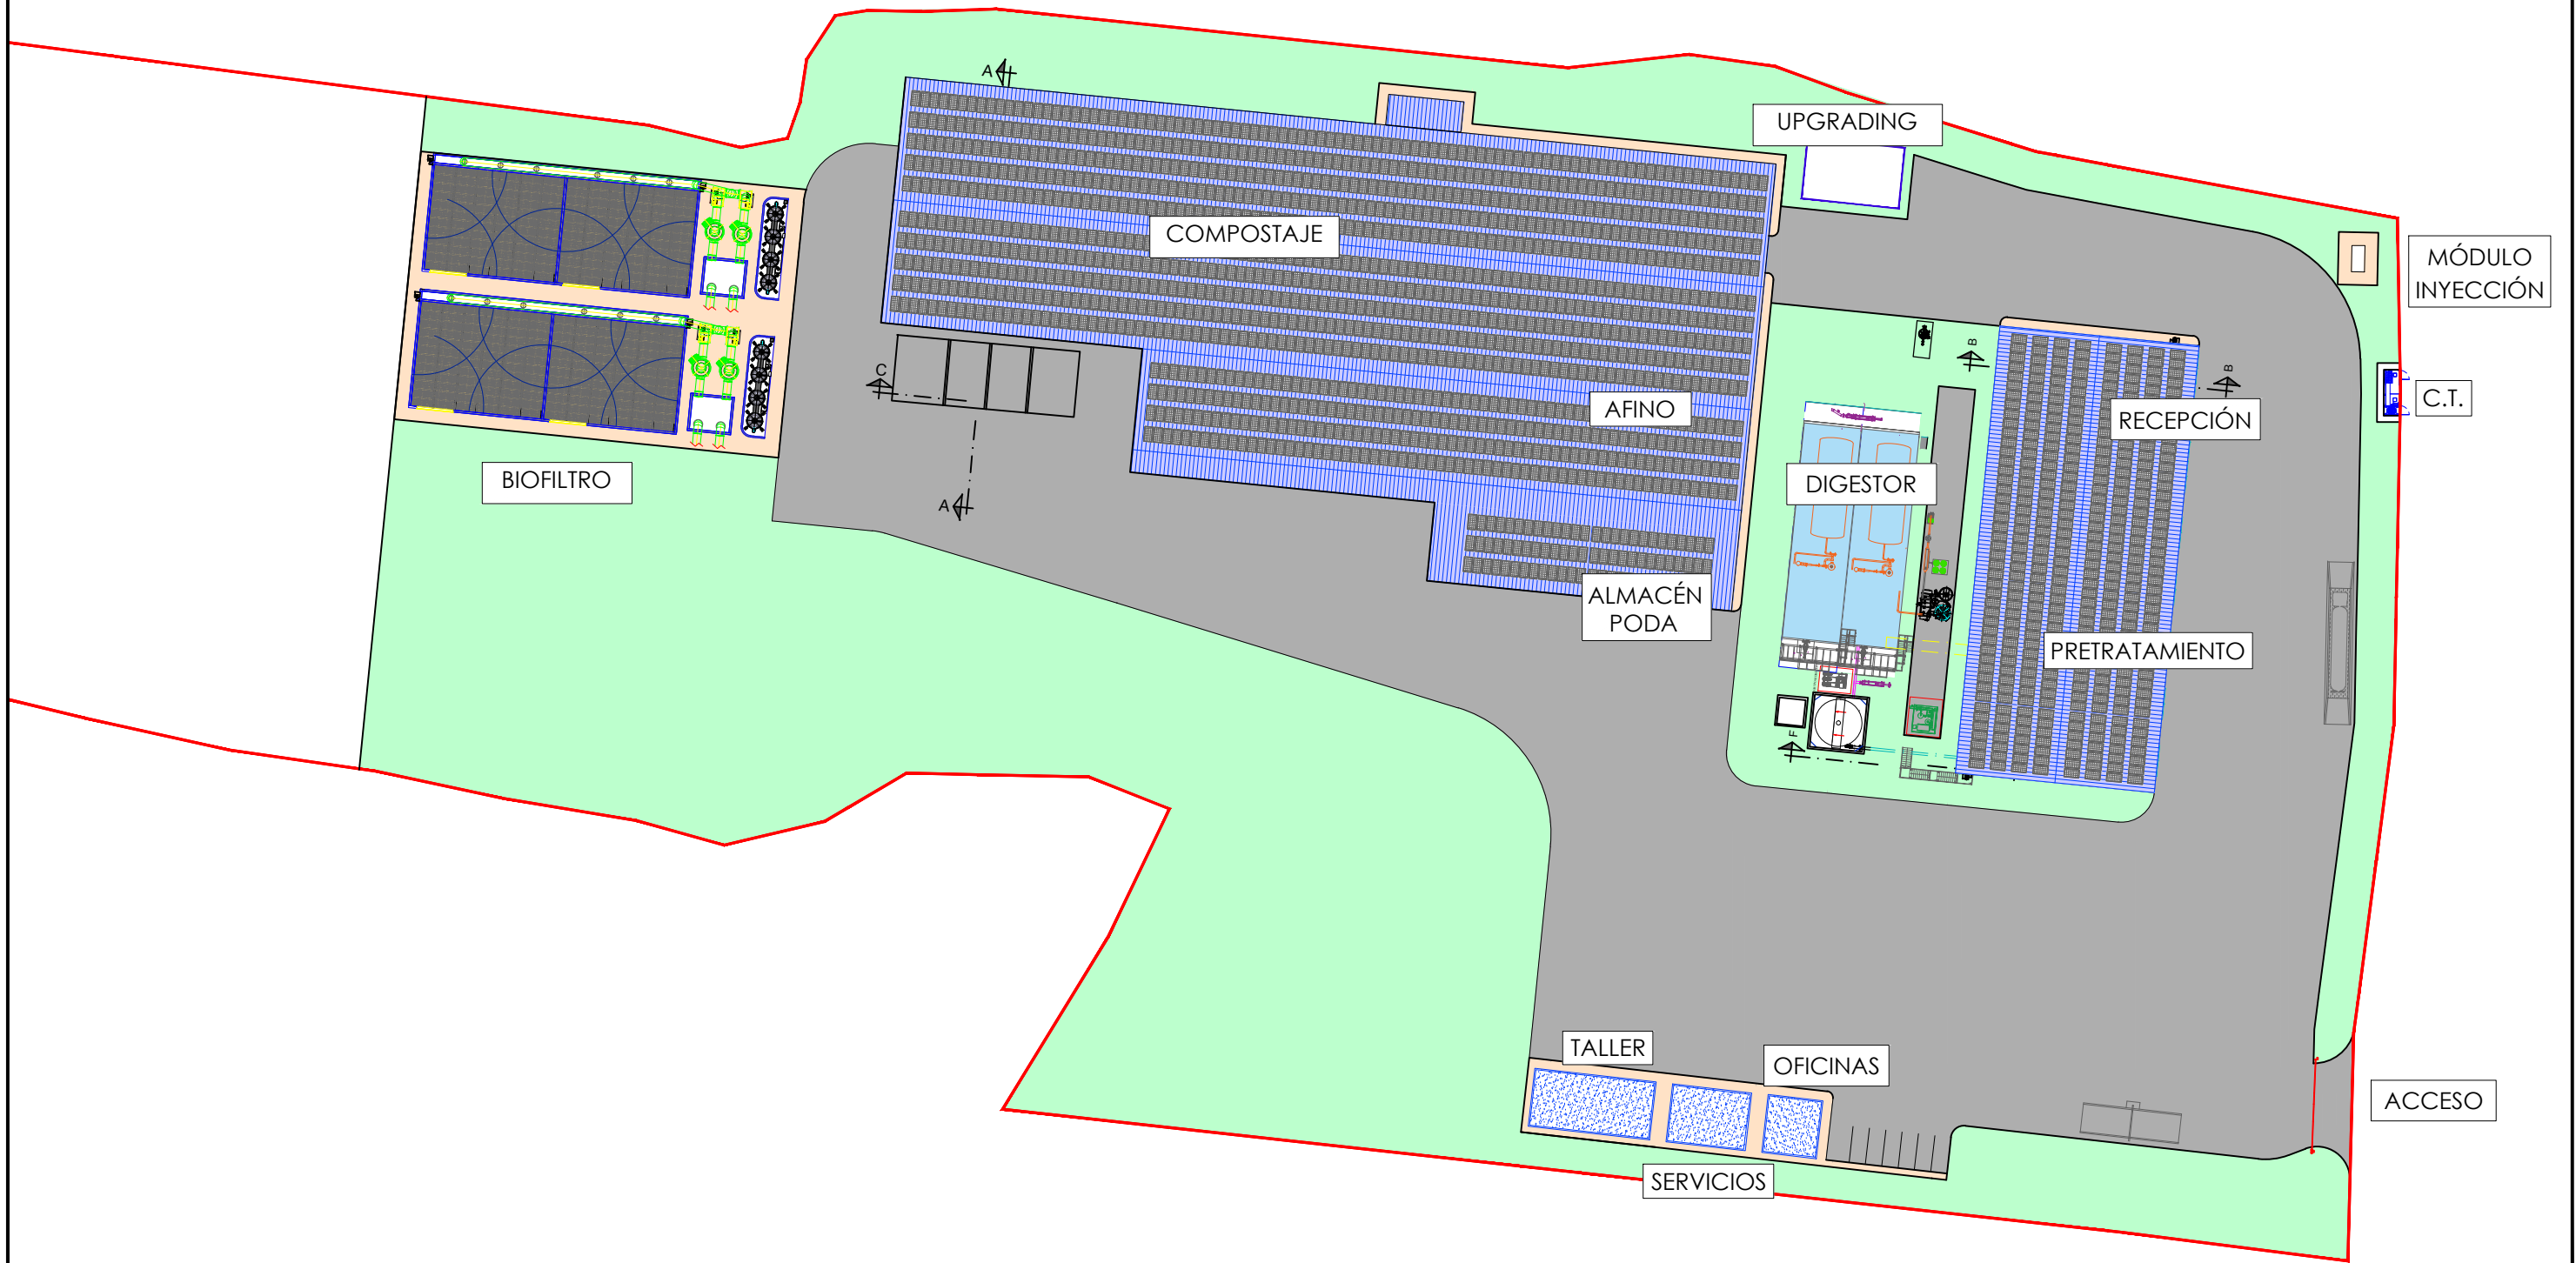 A
UPGRADING
COMPOSTAJE
MÓDULO
INYECCIÓN
B
B
C
C.T.
AFINO
RECEPCIÓN
BIOFILTRO
DIGESTOR
A
ALMACÉN
PODA
PRETRATAMIENTO
F
TALLER
OFICINAS
ACCESO
SERVICIOS